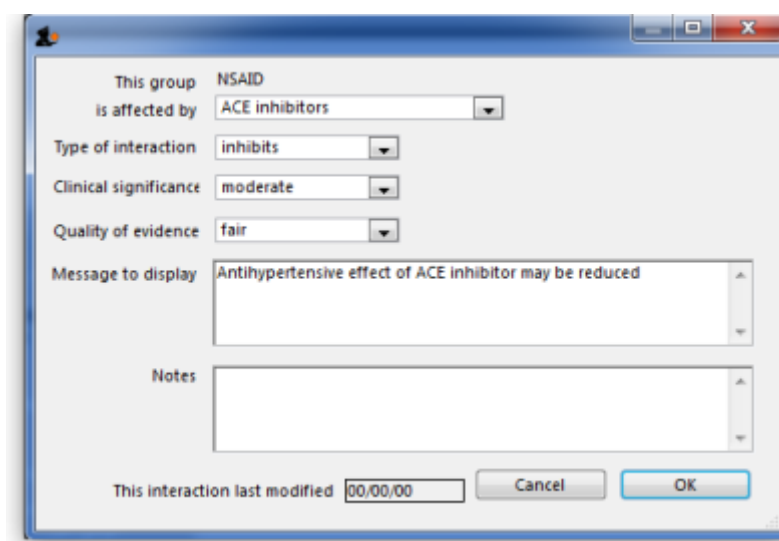 This group NSAID
is affected by ACE inhibitors
Type of interaction inhibits
Clinical significance moderate
Quality of evidence fair
Message to display Antihypertensive effect of ACE inhibitor may be reduced
Notes
This interaction last modified 00/00/00 Cancel OK